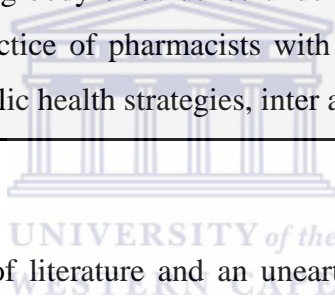 ctice of pharmacists with
lic health strategies, inter a
UNIVERSITY of the
of literature and an uneart
WESTERN CAPE